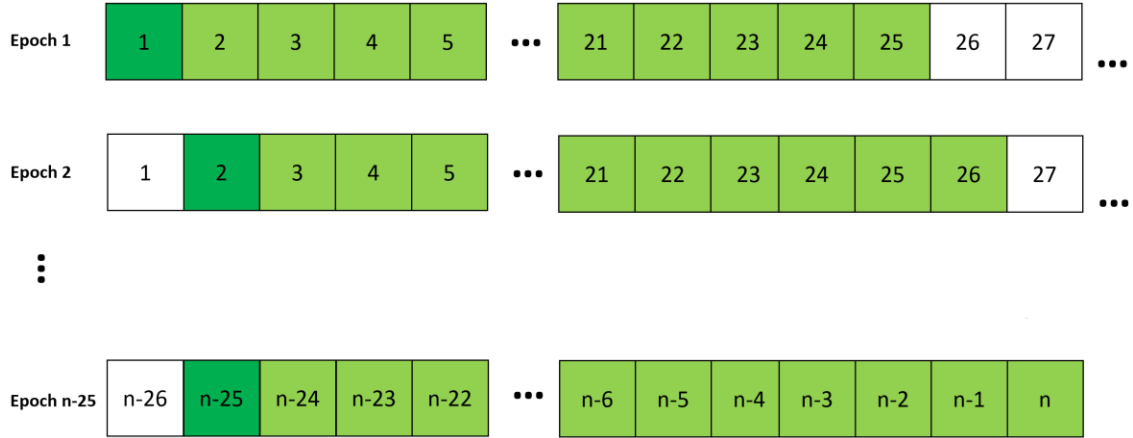 Epoch 1 1 2 3 4 5 ... 21 22 23 24 25 26 27 ...
Epoch 2 1 2 3 4 5 ... 21 22 23 24 25 26 27 ...
Epoch n-25 n-26 n-25 n-24 n-23 n-22 ... n-6 n-5 n-4 n-3 n-2 n-1 n